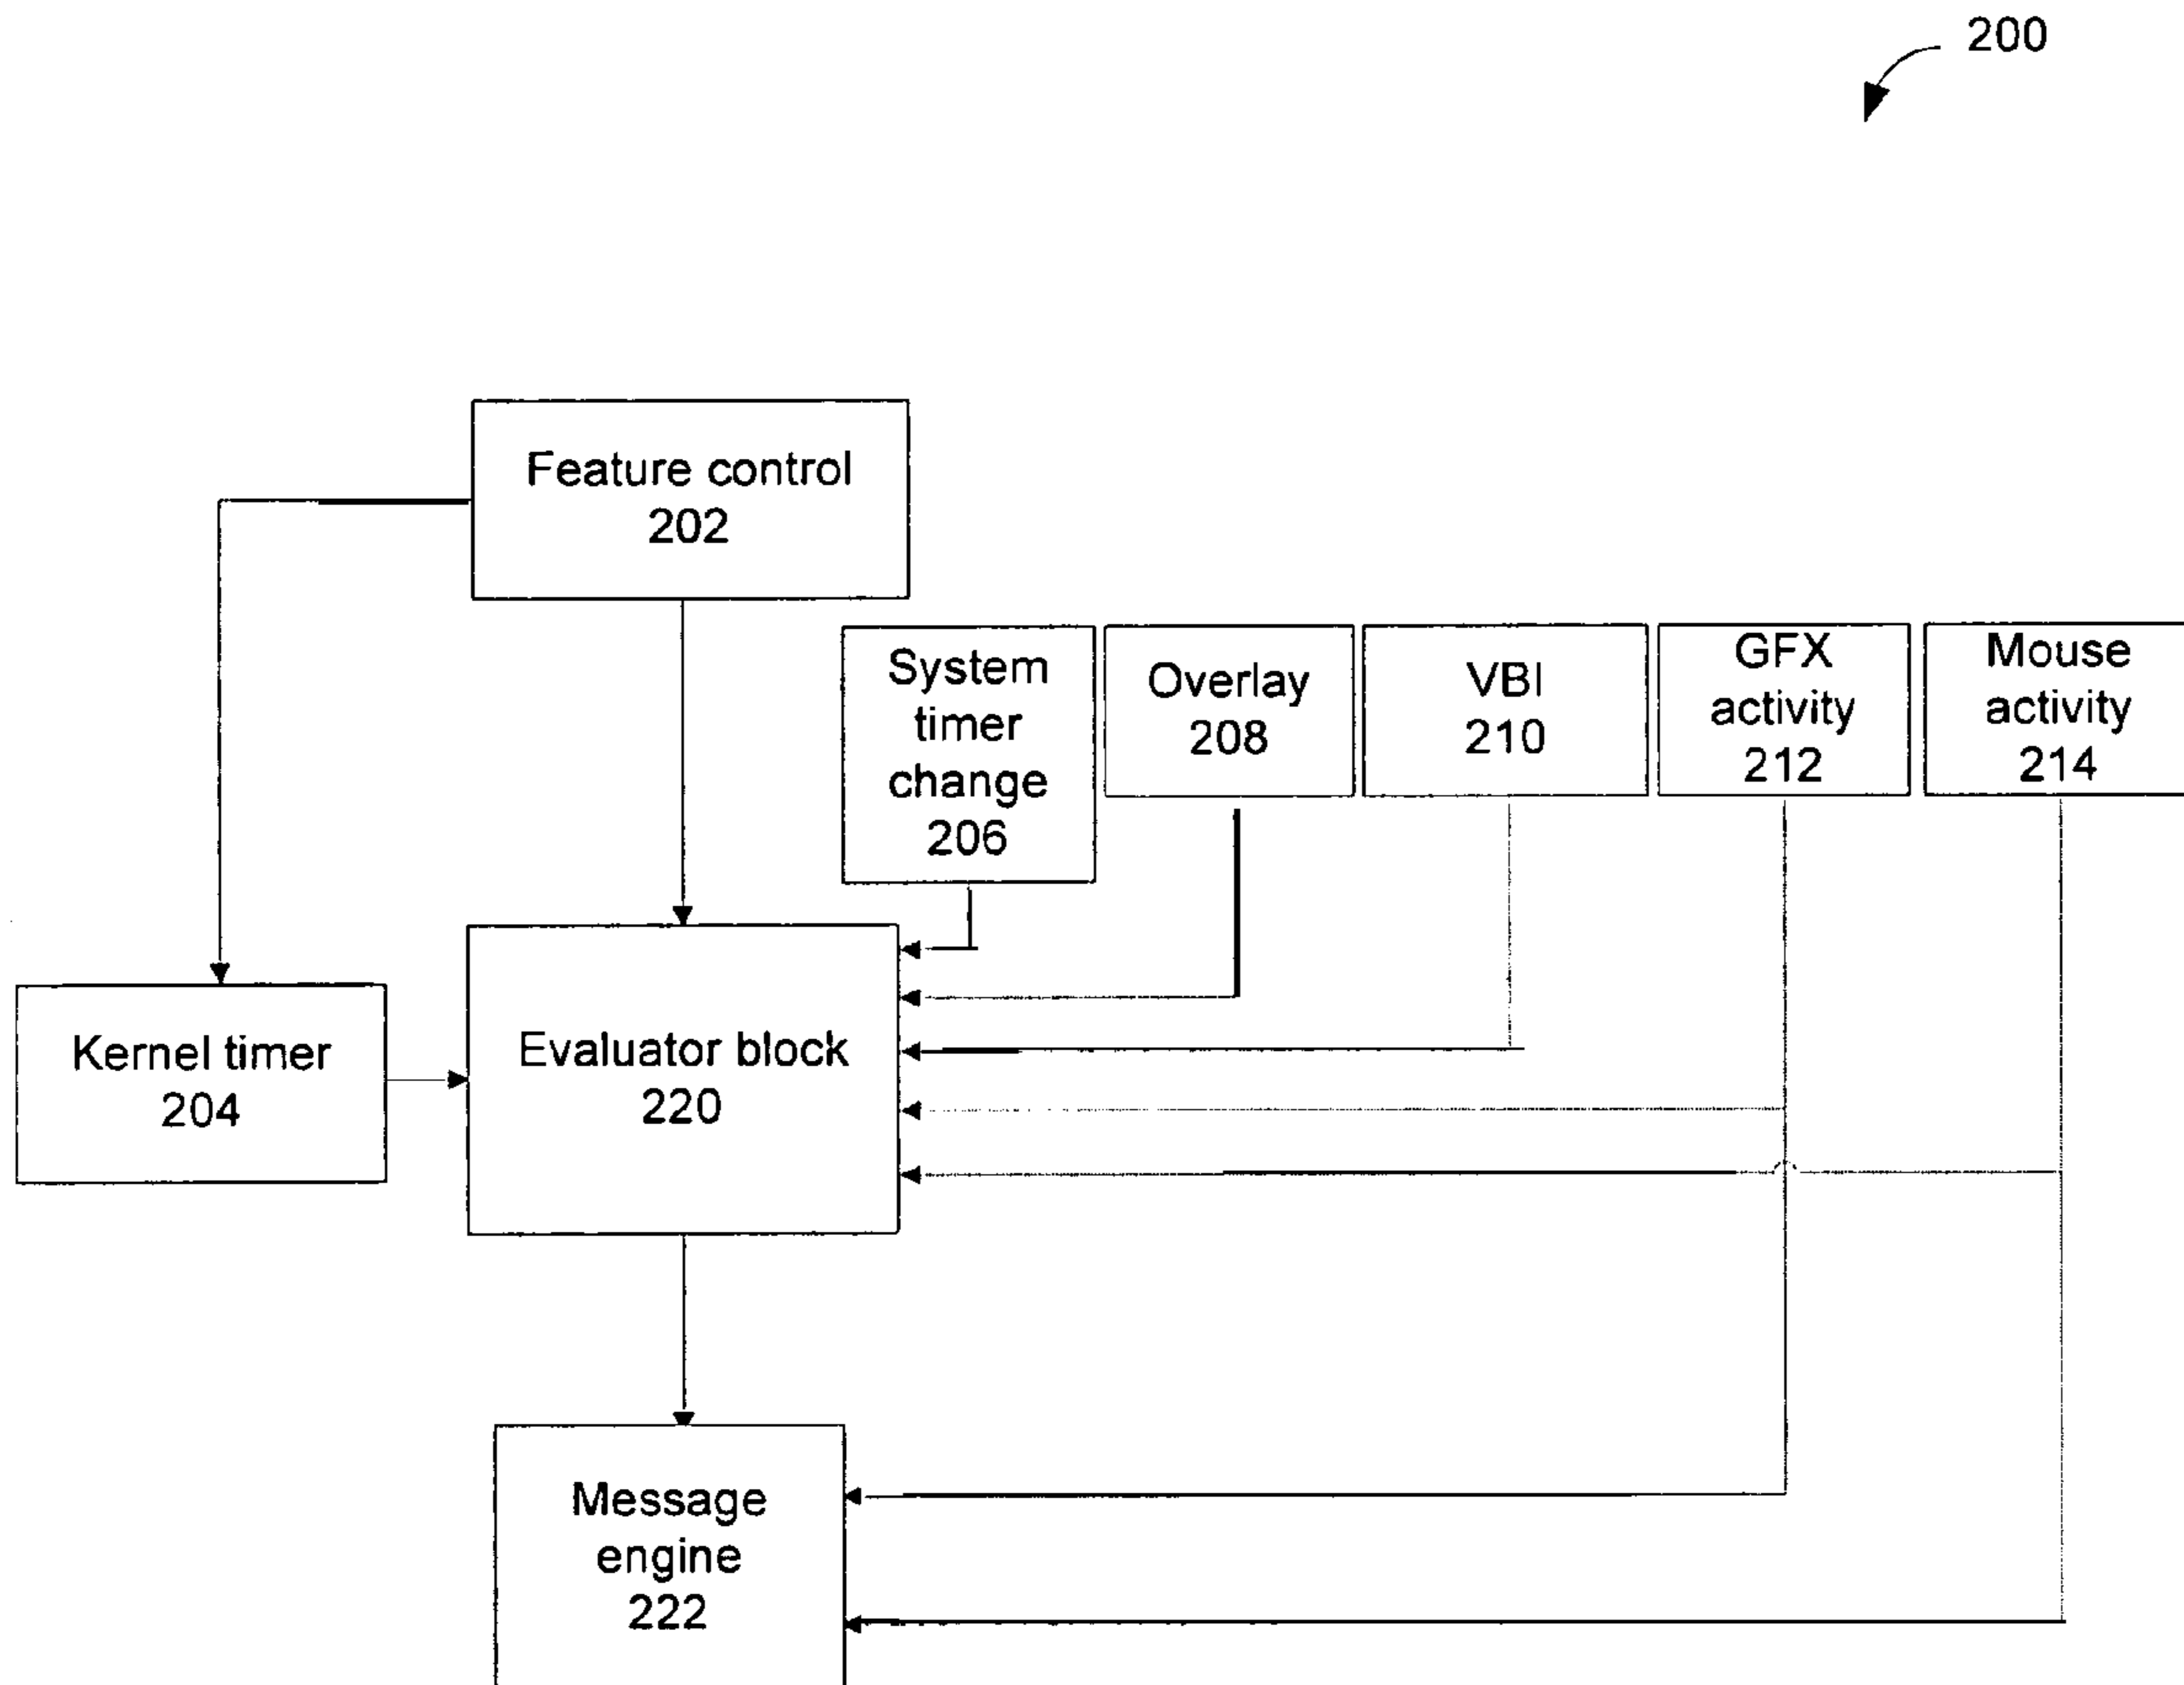 200
Feature control
202
System
timer
change
206
Overlay
208
VBI
210
GFX
activity
212
Mouse
activity
214
Kernel timer
204
Evaluator block
220
Message
engine
222